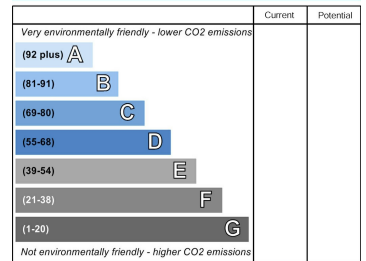 Current Potential
Very environmentally friendly - lower CO2 emissions
(92 plus) A
(81-91) B
(69-80) C
(55-68) D
(39-54) E
(21-38) F
(1-20) G
Not environmentally friendly - higher CO2 emissions